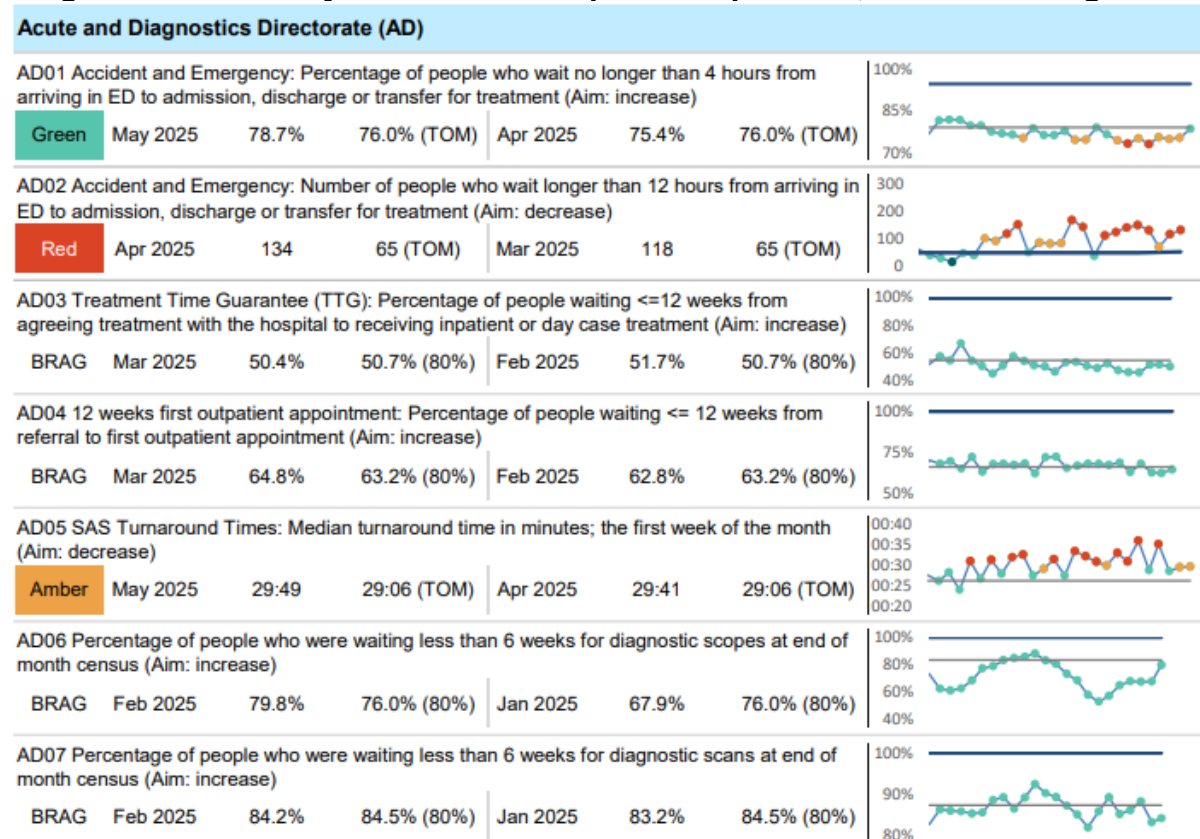 Acute and Diagnostics Directorate (AD)
AD01 Accident and Emergency: Percentage of people who wait no longer than 4 hours from
arriving in ED to admission, discharge or transfer for treatment (Aim: increase)
Green May 2025 78.7% 76.0% (TOM) Apr 2025 75.4% 76.0% (TOM)
100%
85%
70%
AD02 Accident and Emergency: Number of people who wait longer than 12 hours from arriving in
ED to admission, discharge or transfer for treatment (Aim: decrease)
Red Apr 2025 134 65 (TOM) Mar 2025 118 65 (TOM)
300
200
100
0
AD03 Treatment Time Guarantee (TTG): Percentage of people waiting <=12 weeks from
agreeing treatment with the hospital to receiving inpatient or day case treatment (Aim: increase)
BRAG Mar 2025 50.4% 50.7% (80%) Feb 2025 51.7% 50.7% (80%)
100%
80%
60%
40%
AD04 12 weeks first outpatient appointment: Percentage of people waiting <= 12 weeks from
referral to first outpatient appointment (Aim: increase)
BRAG Mar 2025 64.8% 63.2% (80%) Feb 2025 62.8% 63.2% (80%)
100%
75%
50%
AD05 SAS Turnaround Times: Median turnaround time in minutes; the first week of the month
(Aim: decrease)
Amber May 2025 29:49 29:06 (TOM) Apr 2025 29:41 29:06 (TOM)
00:40
00:35
00:30
00:25
00:20
AD06 Percentage of people who were waiting less than 6 weeks for diagnostic scopes at end of
month census (Aim: increase)
BRAG Feb 2025 79.8% 76.0% (80%) Jan 2025 67.9% 76.0% (80%)
100%
80%
60%
40%
AD07 Percentage of people who were waiting less than 6 weeks for diagnostic scans at end of
month census (Aim: increase)
BRAG Feb 2025 84.2% 84.5% (80%) Jan 2025 83.2% 84.5% (80%)
100%
90%
80%